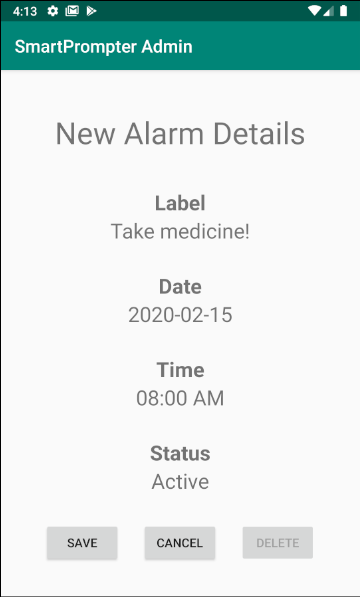 4:13
SmartPrompter Admin
New Alarm Details
Label
Take medicine!
Date
2020-02-15
Time
08:00 AM
Status
Active
SAVE CANCEL DELETE